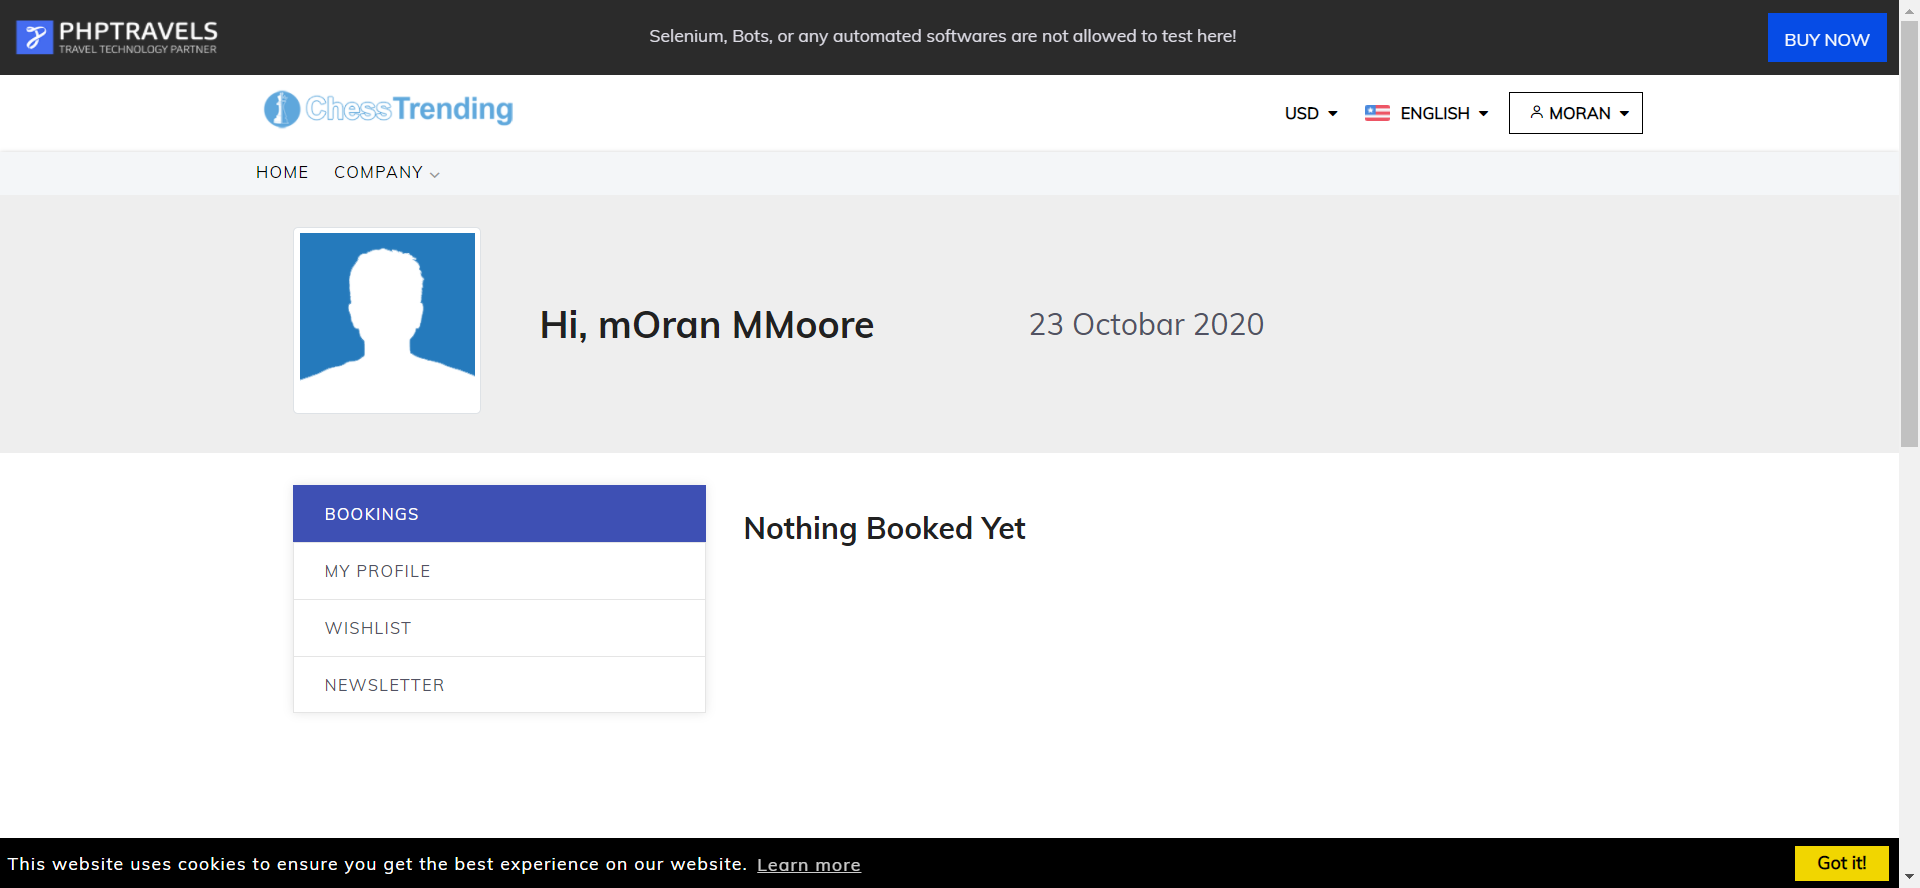 PHPTRAVELS
TRAVEL TECHNOLOGY PARTNER
Selenium, Bots, or any automated softwares are not allowed to test here!
BUY NOW
ChessTrending
USD
ENGLISH
MORAN
HOME
COMPANY
Hi, mOran MMoore
23 Octobar 2020
BOOKINGS
MY PROFILE
WISHLIST
NEWSLETTER
Nothing Booked Yet
This website uses cookies to ensure you get the best experience on our website. Learn more
Got it!